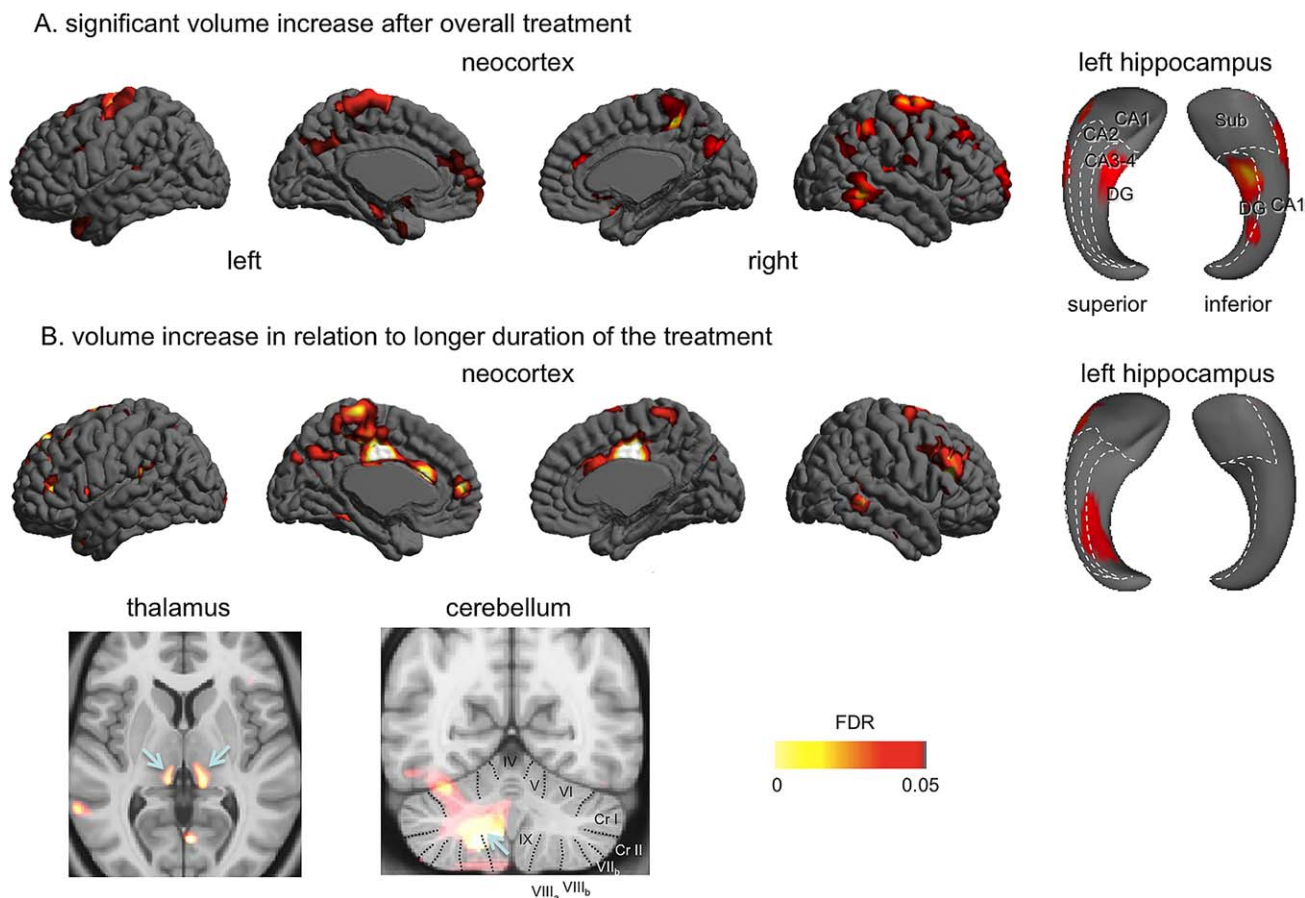 A. significant volume increase after overall treatment
neocortex
left hippocampus
CA1
CA2
CA3-4
DG
Sub
DG
CA1
left
right
superior
inferior
B. volume increase in relation to longer duration of the treatment
neocortex
left hippocampus
thalamus
cerebellum
IV
V
VI
Cr I
IX
Cr II
VIIb
VIIIa VIIIb
FDR
0 0.05